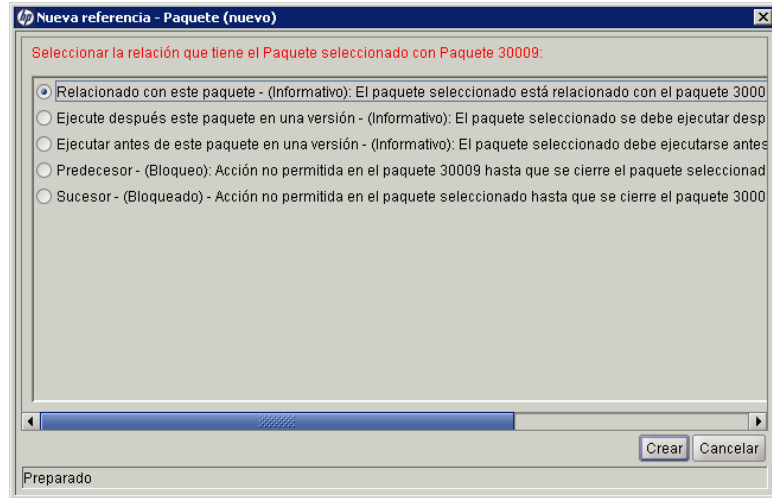 hp Nueva referencia - Paquete (nuevo)
Seleccionar la relación que tiene el Paquete seleccionado con Paquete 30009:
Relacionado con este paquete - (Informativo): El paquete seleccionado está relacionado con el paquete 3000
Ejecute después este paquete en una versión - (Informativo): El paquete seleccionado se debe ejecutar desp
Ejecutar antes de este paquete en una versión - (Informativo): El paquete seleccionado debe ejecutarse antes
Predecesor - (Bloqueo): Acción no permitida en el paquete 30009 hasta que se cierre el paquete seleccionad
Sucesor - (Bloqueado) - Acción no permitida en el paquete seleccionado hasta que se cierre el paquete 3000
Crear Cancelar
Preparado